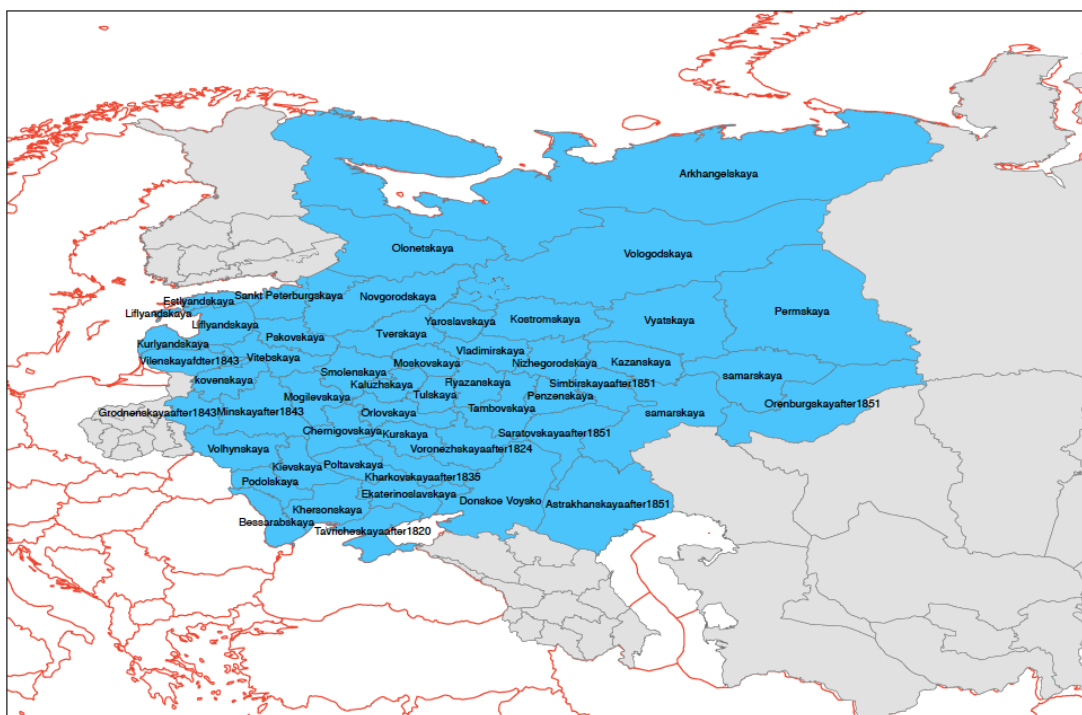 Arkhangelskaya
Olonetskaya
Vologodskaya
Estlyandskaya
Sankt Peterburgskaya
Novgorodskaya
Liflyandskaya
Yaroslavskaya
Kostromskaya
Vyatskaya
Permskaya
Liflyandskaya
Pskovskaya
Tverskaya
Kurlyandskaya
Vilenskayafdter1843
Vitebskaya
Vladimirskaya
Moskovskaya
Nizhegorodskaya
Kazanskaya
Smolenskaya
samarskaya
kovenskaya
Kaluzhskaya
Ryazanskaya
Simbirskayaafter1851
Mogilevskaya
Tulskaya
Penzenskaya
Orenburgskayafter1851
Grodnenskayaafter1843
Minskayafter1843
Orlovskaya
Tambovskaya
samarskaya
Chernigovskaya
Kurskaya
Saratovskayaafter1851
Volhynskaya
Voronezhskayaafter1824
Kievskaya
Poltavskaya
Podolskaya
Kharkovskayaafter1835
Ekaterinoslavskaya
Donskoe Voysko
Astrakhanskayaafter1851
Khersonskaya
Bessarabskaya
Tavricheskayaafter1820